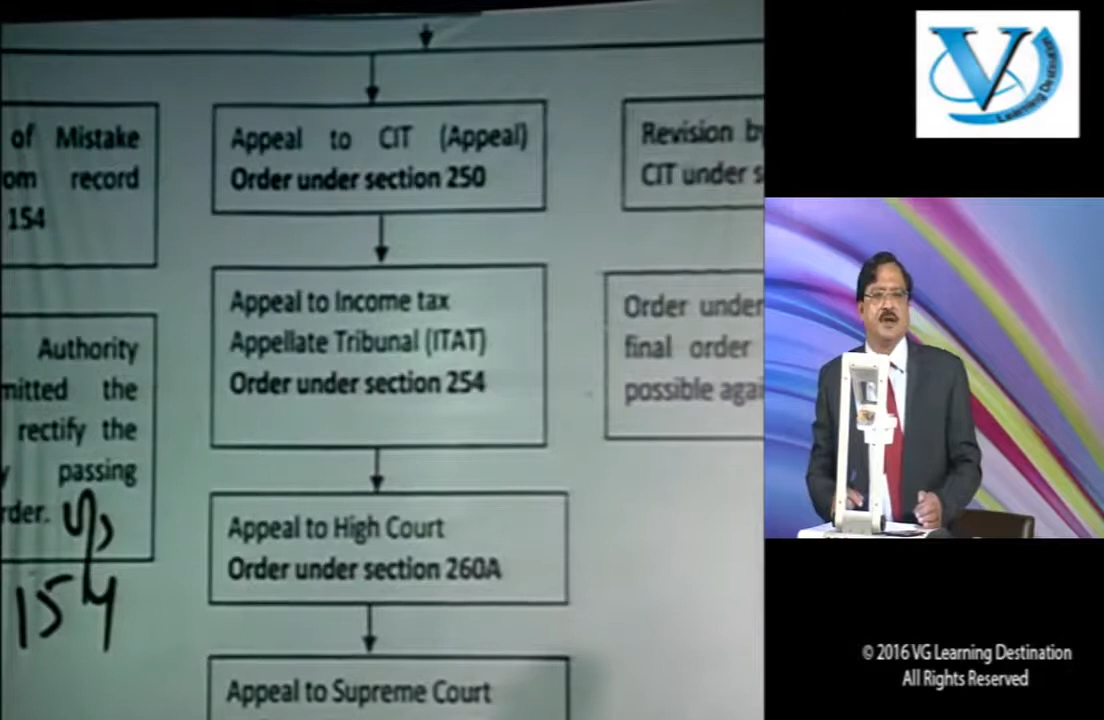 of Mistake
om record
154
Authority
mitted the
rectify the
passing
rder.
u/s
154
Appeal to CIT (Appeal)
Order under section 250
Appeal to Income tax
Appellate Tribunal (ITAT)
Order under section 254
Appeal to High Court
Order under section 260A
Appeal to Supreme Court
Revision by
CIT under s
Order under
final order
possible agai
V
Learning Destination
© 2016 VG Learning Destination
All Rights Reserved